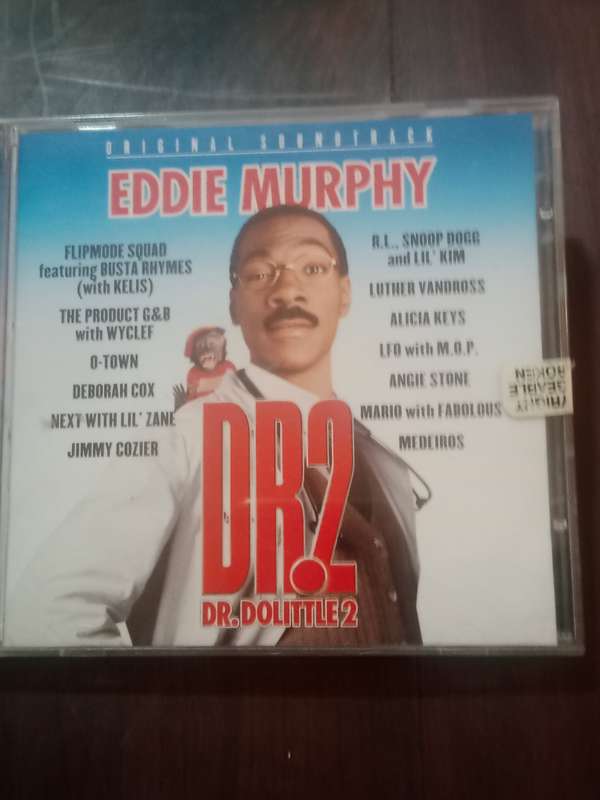 ORIGINAL SOUNDTRACK
EDDIE MURPHY
FLIPMODE SQUAD
featuring BUSTA RHYMES
(with KELIS)
THE PRODUCT G&B
with WYCLEF
O-TOWN
DEBORAH COX
NEXT WITH LIL' ZANE
JIMMY COZIER
R.L., SNOOP DOGG
and LIL' KIM
LUTHER VANDROSS
ALICIA KEYS
LFO with M.O.P.
ANGIE STONE
MARIO with FABOLOUS
MEDEIROS
DR.2
DR.DOLITTLE 2